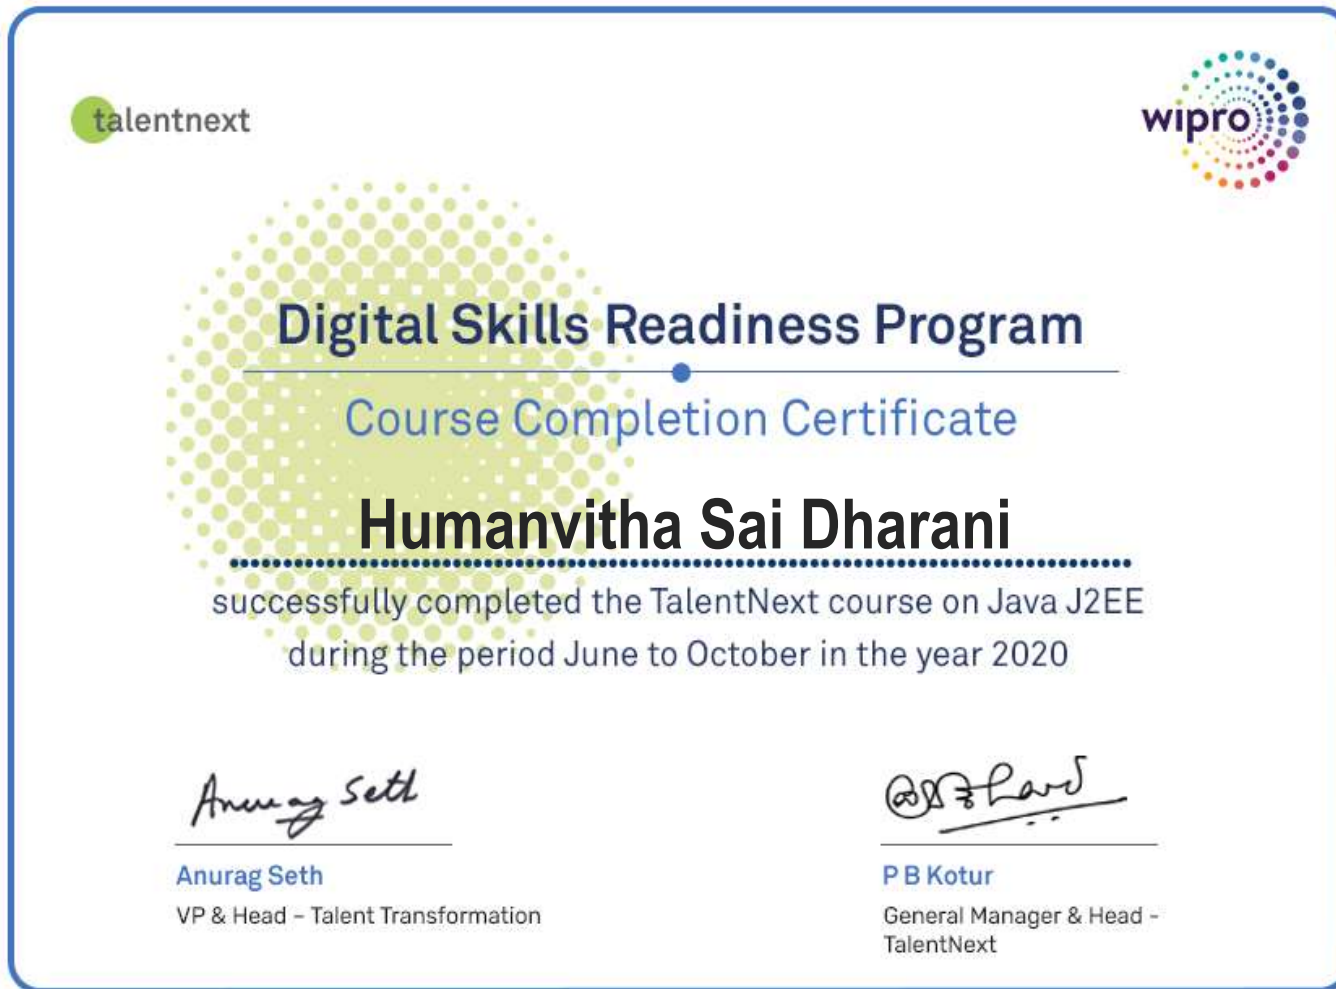 talentnext
wipro
Digital Skills Readiness Program
Course Completion Certificate
Humanvitha Sai Dharani
successfully completed the TalentNext course on Java J2EE
during the period June to October in the year 2020
Anurag Seth
Anurag Seth
P B Kotur
VP & Head – Talent Transformation
General Manager & Head -
TalentNext